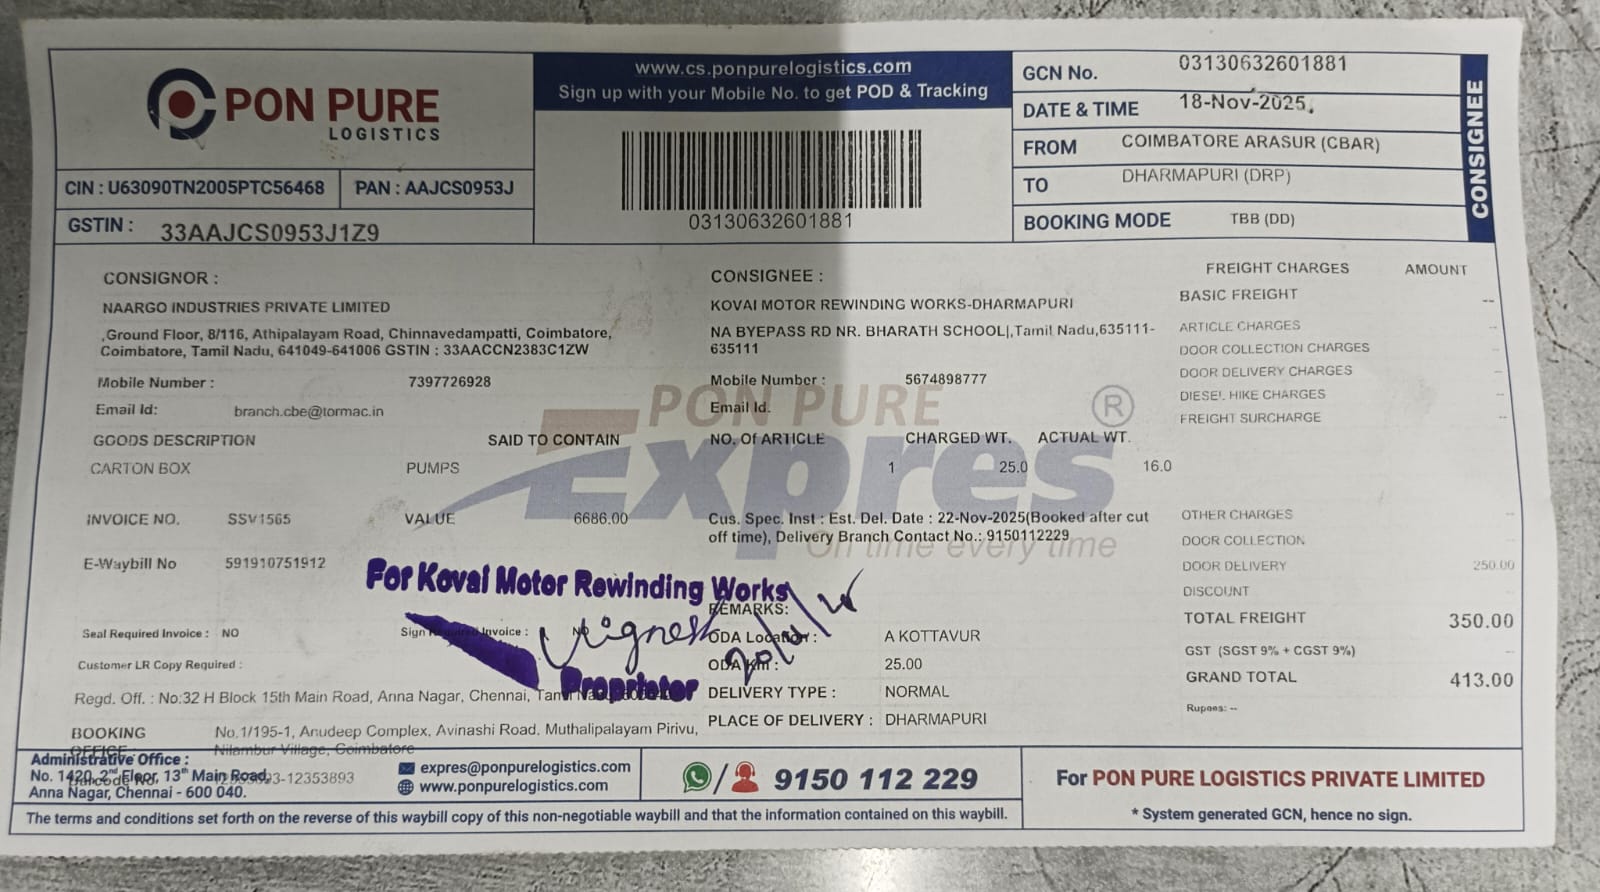 PON PURE
LOGISTICS
CIN : U63090TN2005PTC56468
PAN : AAJCS0953J
GSTIN : 33AAJCS0953J1Z9
www.cs.ponpurelogistics.com
Sign up with your Mobile No. to get POD & Tracking
03130632601881
GCN No. 03130632601881
DATE & TIME 18-Nov-2025,
FROM COIMBATORE ARASUR (CBAR)
TO DHARMAPURI (DRP)
BOOKING MODE TBB (DD)
CONSIGNEE
CONSIGNOR :
NAARGO INDUSTRIES PRIVATE LIMITED
,Ground Floor, 8/116, Athipalayam Road, Chinnavedampatti, Coimbatore,
Coimbatore, Tamil Nadu, 641049-641006 GSTIN : 33AACCN2383C1ZW
Mobile Number : 7397726928
Email Id: branch.cbe@tormac.in
CONSIGNEE :
KOVAI MOTOR REWINDING WORKS-DHARMAPURI
NA BYEPASS RD NR. BHARATH SCHOOL|,Tamil Nadu,635111-
635111
Mobile Number : 5674898777
Email Id.
FREIGHT CHARGES AMOUNT
BASIC FREIGHT --
ARTICLE CHARGES --
DOOR COLLECTION CHARGES --
DOOR DELIVERY CHARGES --
DIESEL HIKE CHARGES --
FREIGHT SURCHARGE --
PON PURE
Expres ®
On time every time
GOODS DESCRIPTION SAID TO CONTAIN NO. Of ARTICLE CHARGED WT. ACTUAL WT.
CARTON BOX PUMPS 1 25.0 16.0
INVOICE NO. SSV1565 VALUE 6686.00
Cus. Spec. Inst : Est. Del. Date : 22-Nov-2025(Booked after cut
off time), Delivery Branch Contact No.: 9150112229
E-Waybill No 591910751912
OTHER CHARGES --
DOOR COLLECTION --
DOOR DELIVERY 250.00
DISCOUNT
TOTAL FREIGHT 350.00
GST (SGST 9% + CGST 9%)
GRAND TOTAL 413.00
Rupees: --
For Kovai Motor Rewinding Works
Vignesh
Proprietor
REMARKS:
Seal Required Invoice : NO
Sign Required Invoice : NO
Customer LR Copy Required :
ODA Location : A KOTTAVUR
ODA Km : 25.00
DELIVERY TYPE : NORMAL
PLACE OF DELIVERY : DHARMAPURI
Regd. Off. : No:32 H Block 15th Main Road, Anna Nagar, Chennai,
BOOKING OFFICE : No.1/195-1, Anudeep Complex, Avinashi Road, Muthalipalayam Pirivu,
Nilambur Village, Coimbatore
Administrative Office :
No. 1420, 2nd Floor, 13th Main Road,
Anna Nagar, Chennai - 600 040.
expres@ponpurelogistics.com
www.ponpurelogistics.com
/ 9150 112 229
For PON PURE LOGISTICS PRIVATE LIMITED
* System generated GCN, hence no sign.
The terms and conditions set forth on the reverse of this waybill copy of this non-negotiable waybill and that the information contained on this waybill.